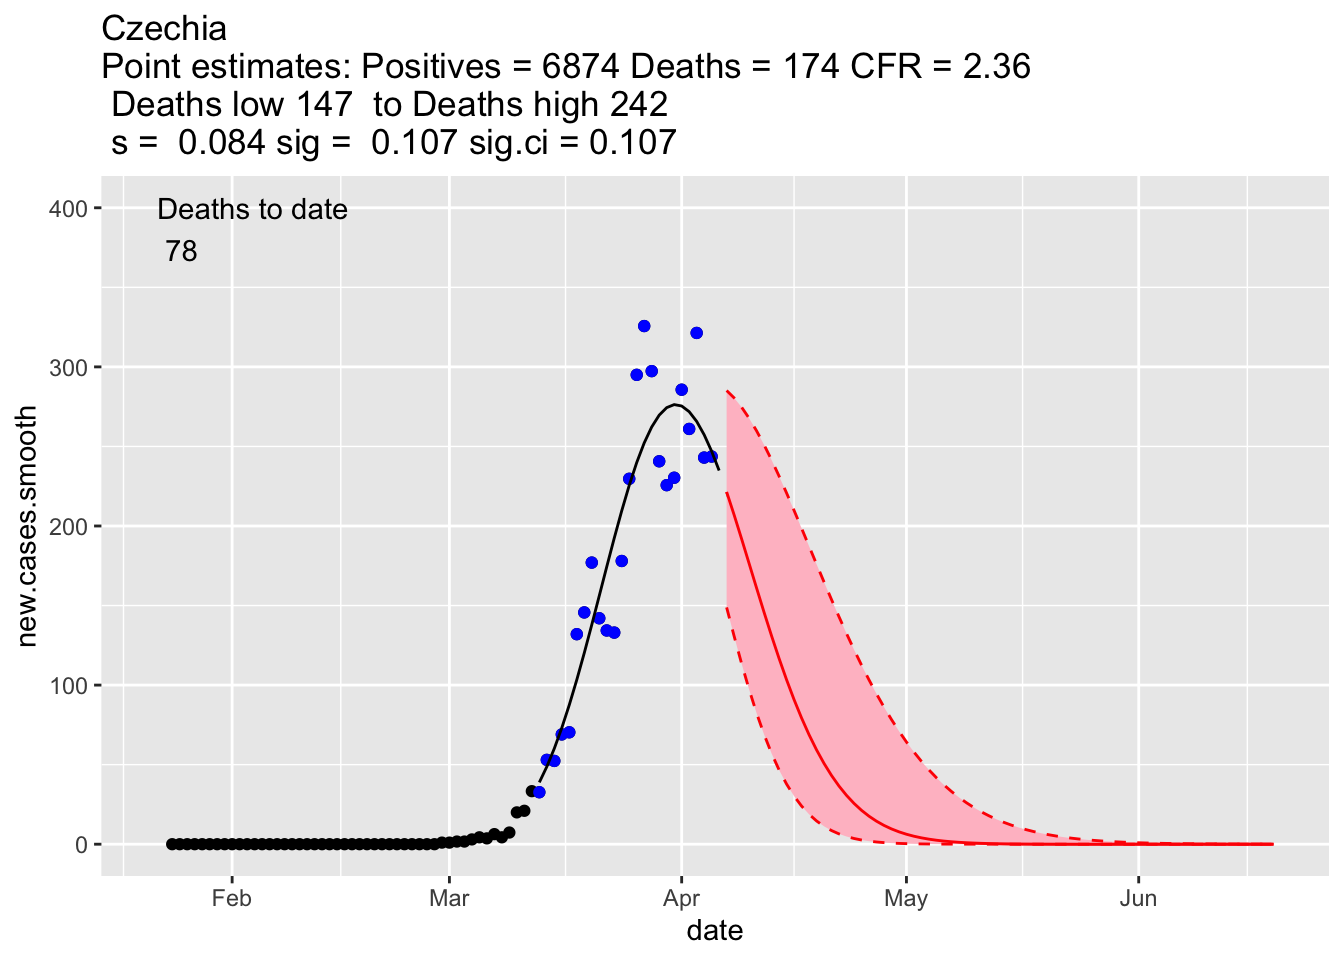 Czechia
Point estimates: Positives = 6874 Deaths = 174 CFR = 2.36
Deaths low 147  to Deaths high 242
s =  0.084 sig =  0.107 sig.ci = 0.107
Deaths to date
78
400
300
200
100
0
new.cases.smooth
Feb Mar Apr May Jun
date